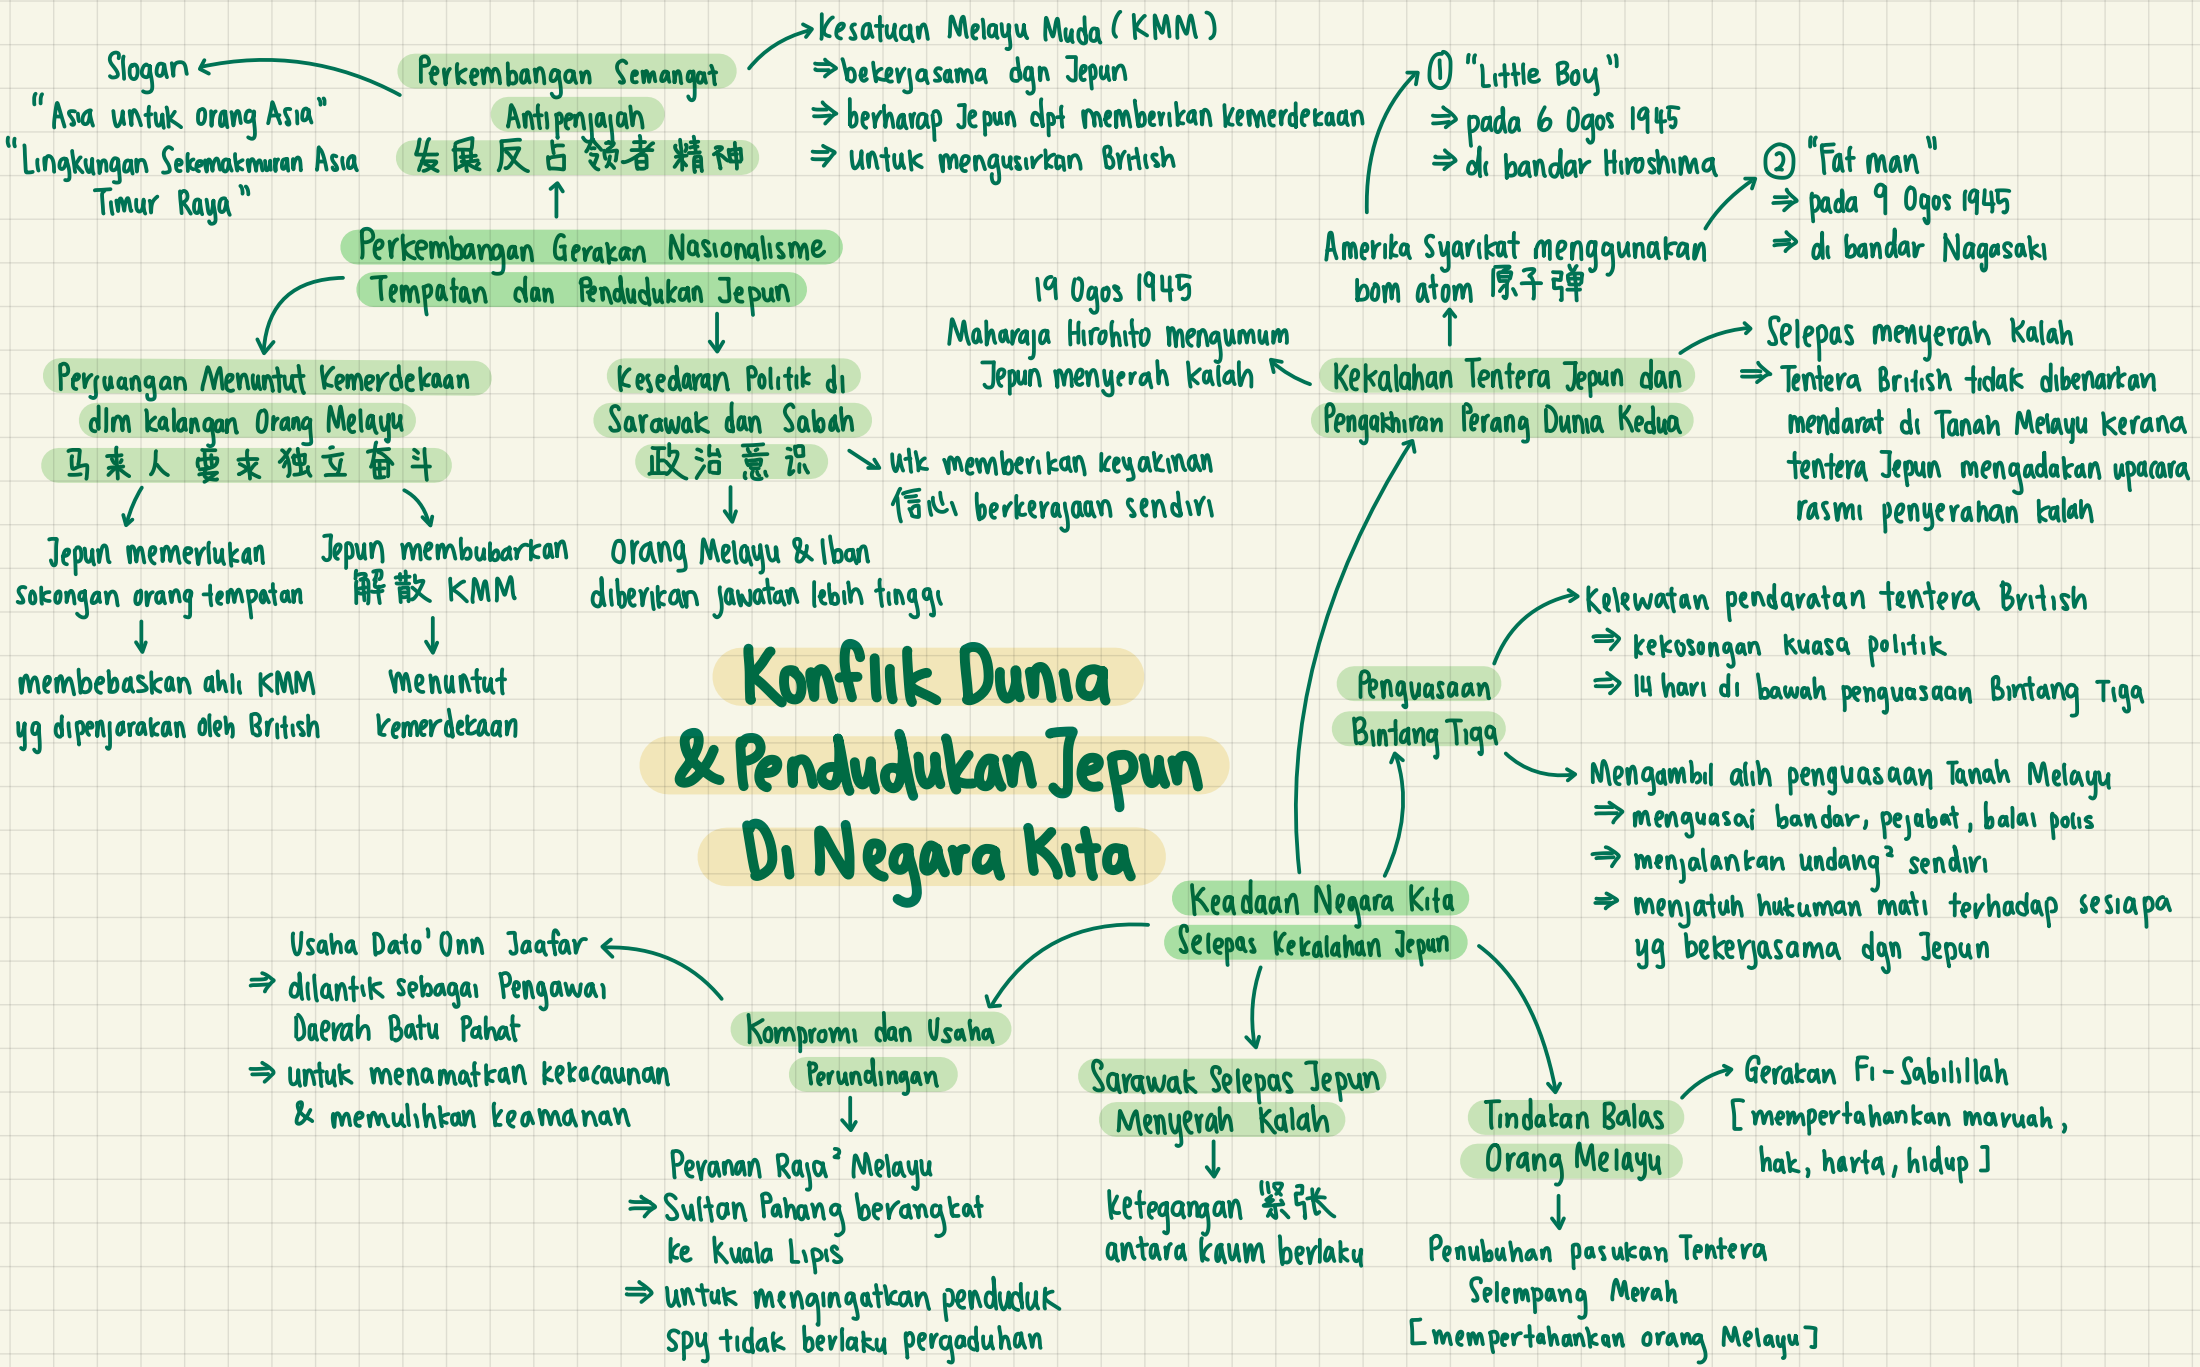 Slogan
"Asia untuk orang Asia"
"Lingkungan Sekemakmuran Asia
Timur Raya"
Perkembangan Semangat
Antipenjajah
发展反占领者精神
Kesatuan Melayu Muda (KMM)
⇒ bekerjasama dgn Jepun
⇒ berharap Jepun dpt memberikan kemerdekaan
⇒ untuk mengusirkan British
Perkembangan Gerakan Nasionalisme
Tempatan dan Pendudukan Jepun
Perjuangan Menuntut Kemerdekaan
dlm kalangan Orang Melayu
马来人要求独立奋斗
Jepun memerlukan
sokongan orang tempatan
membebaskan ahli KMM
yg dipenjarakan oleh British
Jepun membubarkan
解散 KMM
menuntut
kemerdekaan
Kesedaran Politik di
Sarawak dan Sabah
政治意识
utk memberikan keyakinan
信心 berkerajaan sendiri
Orang Melayu & Iban
diberikan jawatan lebih tinggi
① "Little Boy"
⇒ pada 6 Ogos 1945
⇒ di bandar Hiroshima
② "Fat man"
⇒ pada 9 Ogos 1945
⇒ di bandar Nagasaki
Amerika Syarikat menggunakan
bom atom 原子弹
19 Ogos 1945
Maharaja Hirohito mengumum
Jepun menyerah kalah
Kekalahan Tentera Jepun dan
Pengakhiran Perang Dunia Kedua
Selepas menyerah kalah
⇒ Tentera British tidak dibenarkan
mendarat di Tanah Melayu kerana
tentera Jepun mengadakan upacara
rasmi penyerahan kalah
Konflik Dunia
& Pendudukan Jepun
Di Negara Kita
Penguasaan
Bintang Tiga
Kelewatan pendaratan tentera British
⇒ kekosongan kuasa politik
⇒ 14 hari di bawah penguasaan Bintang Tiga
Mengambil alih penguasaan Tanah Melayu
⇒ menguasai bandar, pejabat, balai polis
⇒ menjalankan undang² sendiri
⇒ menjatuh hukuman mati terhadap sesiapa
yg bekerjasama dgn Jepun
Keadaan Negara Kita
Selepas Kekalahan Jepun
Usaha Dato' Onn Jaafar
⇒ dilantik sebagai Pengawai
Daerah Batu Pahat
⇒ untuk menamatkan kekacaunan
& memulihkan keamanan
Kompromi dan Usaha
Perundingan
Peranan Raja² Melayu
⇒ Sultan Pahang berangkat
ke Kuala Lipis
⇒ untuk mengingatkan penduduk
spy tidak berlaku pergaduhan
Sarawak Selepas Jepun
Menyerah Kalah
ketegangan 紧张
antara kaum berlaku
Tindakan Balas
Orang Melayu
Gerakan Fi-Sabilillah
[mempertahankan maruah,
hak, harta, hidup]
Penubuhan pasukan Tentera
Selempang Merah
[mempertahankan orang Melayu]